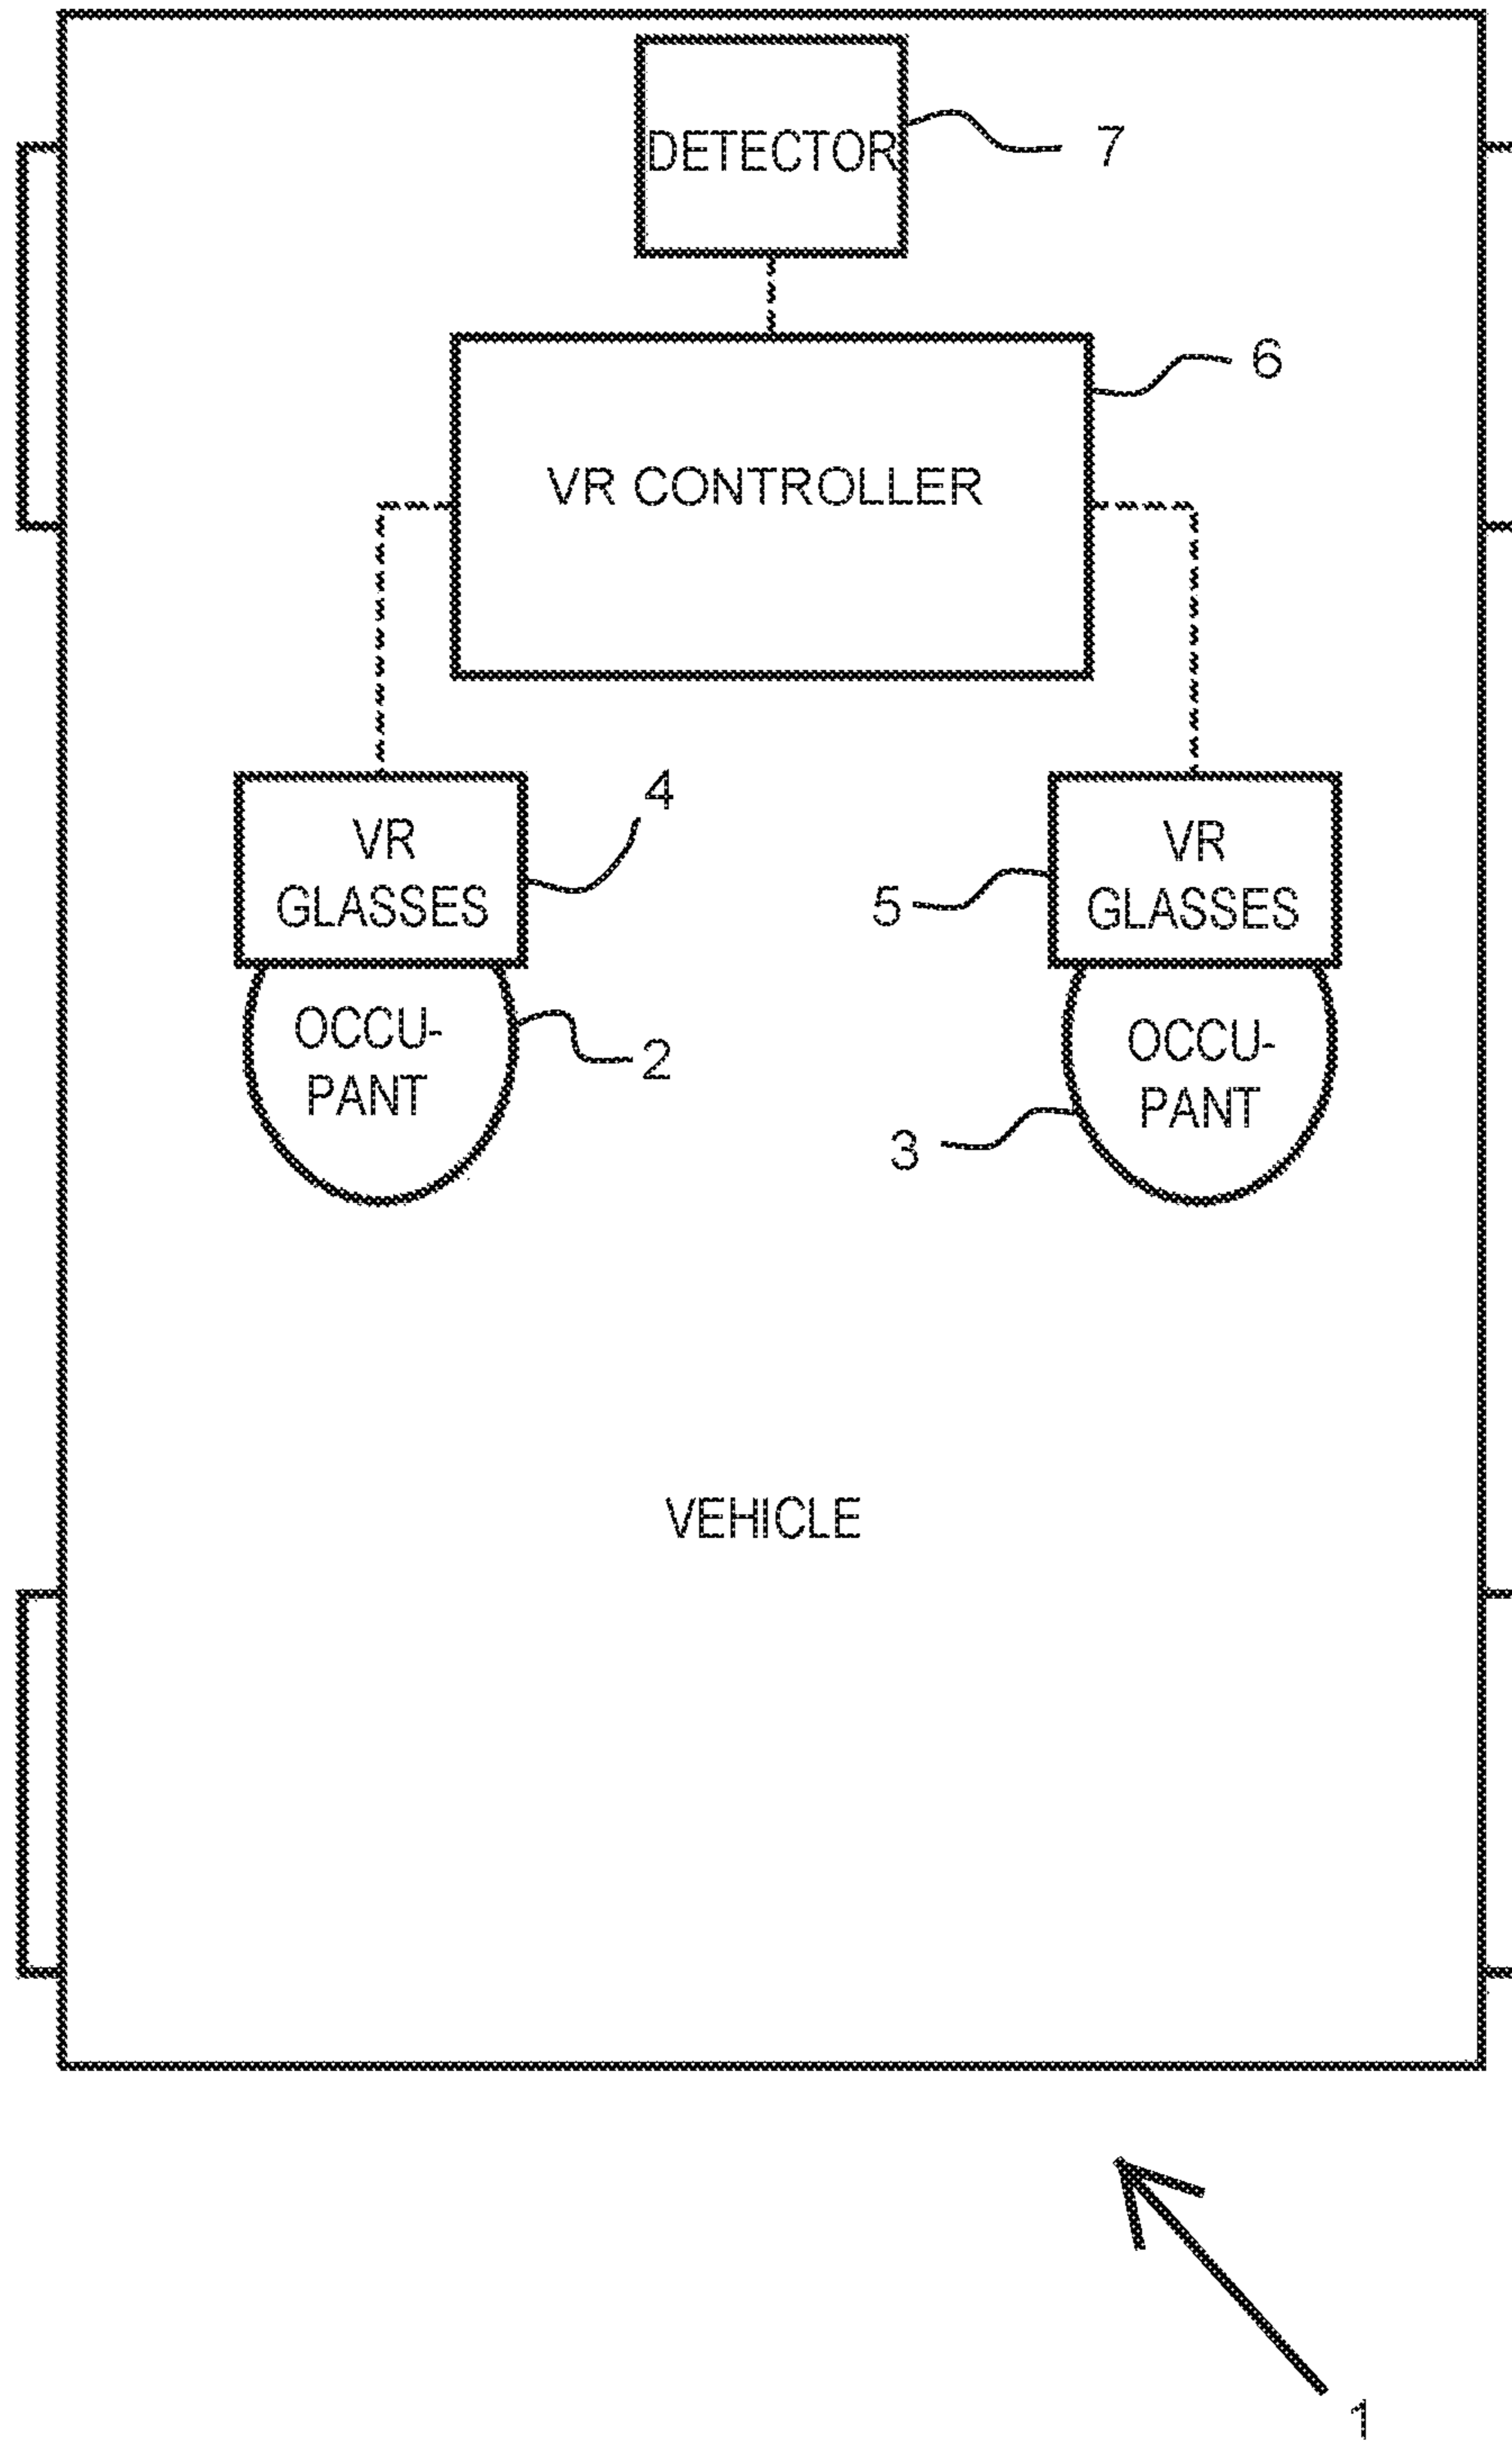 DETECTOR
7
6
VR CONTROLLER
4
VR
GLASSES
5
VR
GLASSES
OCCU-
PANT
2
OCCU-
PANT
3
VEHICLE
1